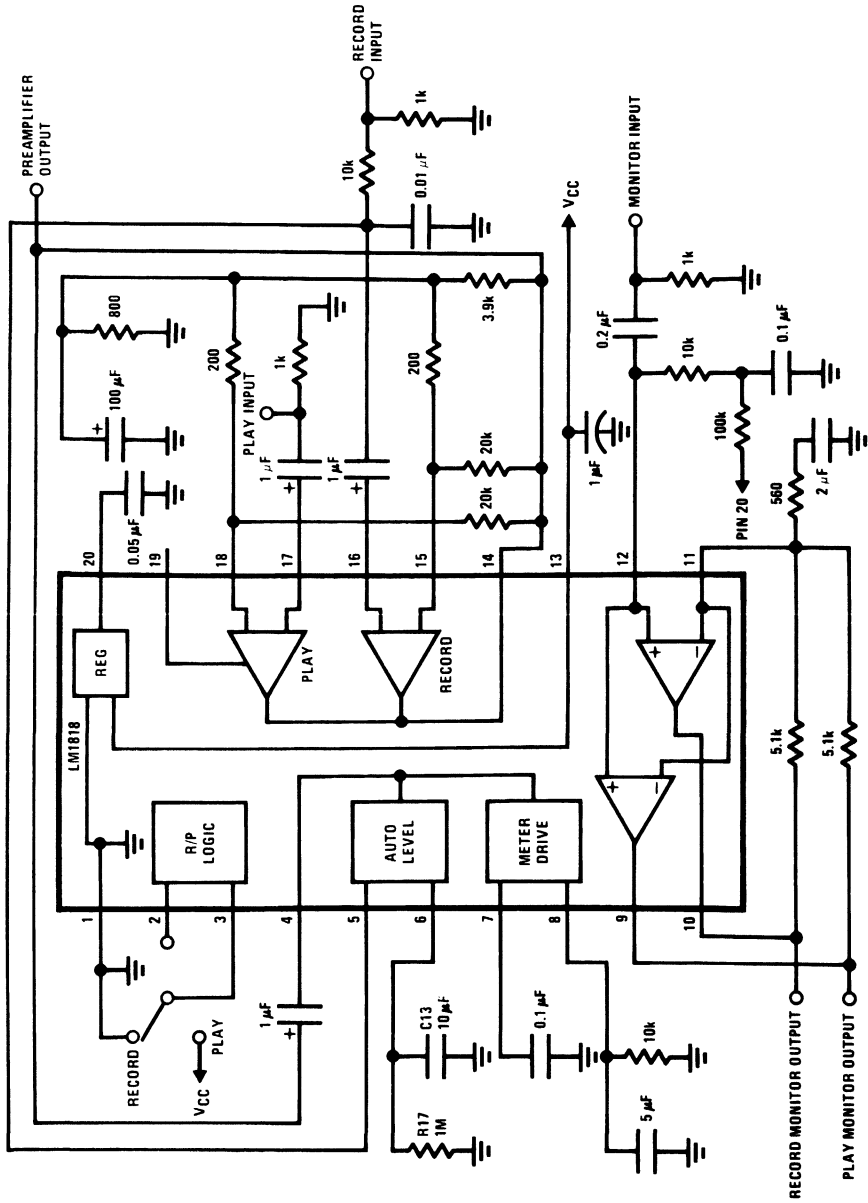 PREAMPLIFIER
OUTPUT
RECORD
INPUT
1k
10k
0.01 μF
VCC
MONITOR INPUT
800
100 μF
+
0.05 μF
200
1k
PLAY INPUT
1 μF
+
1 μF
+
200
3.9k
20k
20k
1 μF
0.2 μF
1k
10k
0.1 μF
100k
PIN 20
560
2 μF
20
19
18
17
16
15
14
13
12
11
LM1818
REG
PLAY
RECORD
R/P
LOGIC
AUTO
LEVEL
METER
DRIVE
+
−
+
−
5.1k
5.1k
1
2
3
4
5
6
7
8
9
10
RECORD
PLAY
VCC
1 μF
+
C13
10 μF
R17
1M
0.1 μF
10k
5 μF
RECORD MONITOR OUTPUT
PLAY MONITOR OUTPUT